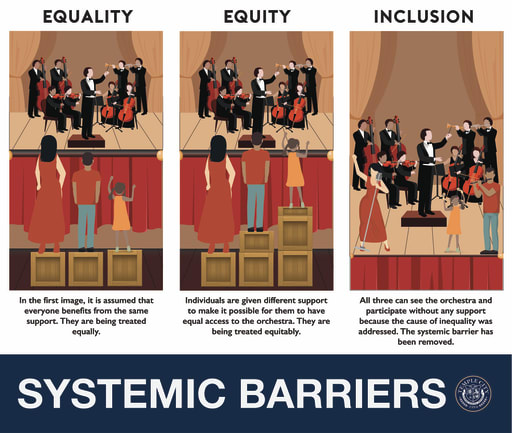 EQUALITY
EQUITY
INCLUSION
In the first image, it is assumed that
everyone benefits from the same
support. They are being treated
equally.
Individuals are given different support
to make it possible for them to have
equal access to the orchestra. They are
being treated equitably.
All three can see the orchestra and
participate without any support
because the cause of inequality was
addressed. The systemic barrier has
been removed.
SYSTEMIC BARRIERS
TEMPLE CITY